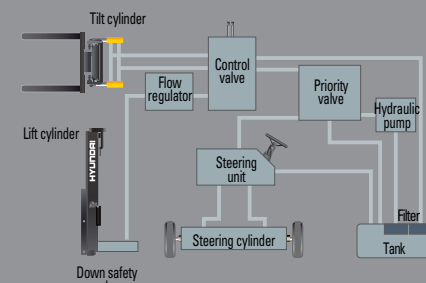 Tilt cylinder
Control
valve
Flow
regulator
Priority
valve
Hydraulic
pump
Lift cylinder
HYUNDAI
Steering
unit
Steering cylinder
Filter
Tank
Down safety